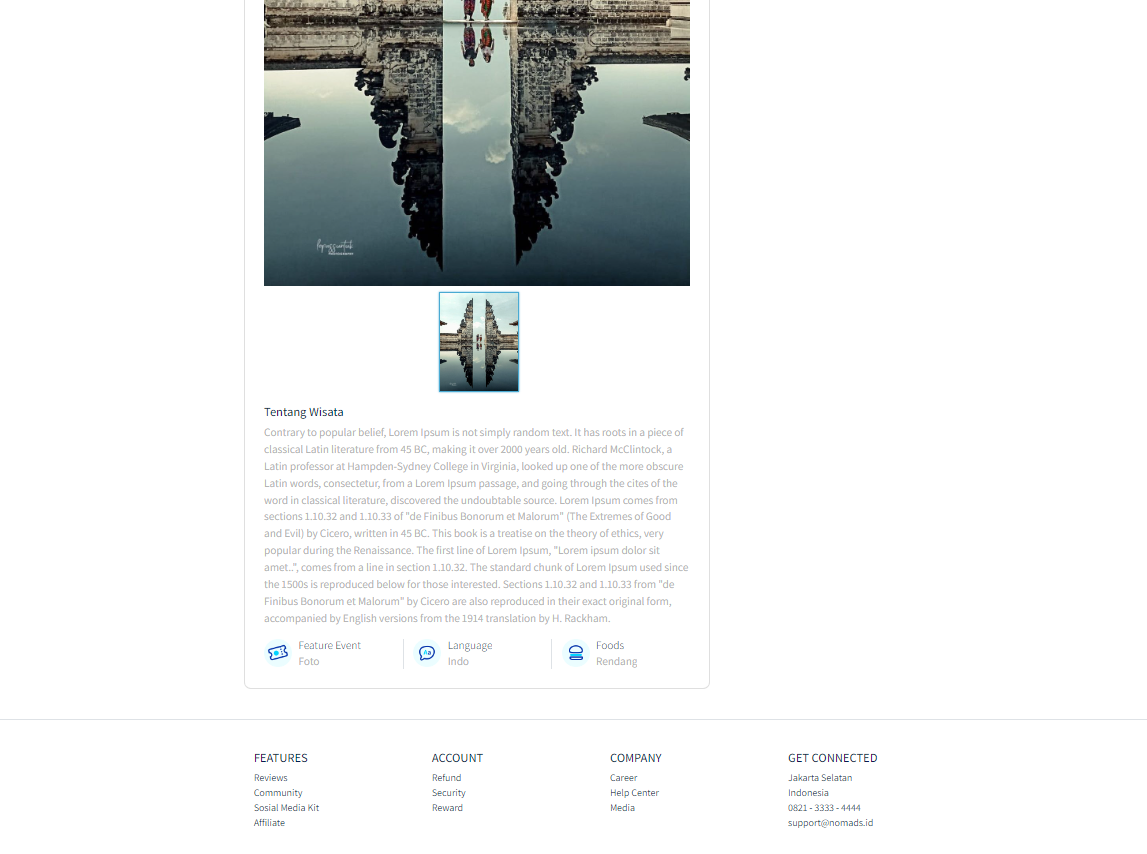 Tentang Wisata
Contrary to popular belief, Lorem Ipsum is not simply random text. It has roots in a piece of
classical Latin literature from 45 BC, making it over 2000 years old. Richard McClintock, a
Latin professor at Hampden-Sydney College in Virginia, looked up one of the more obscure
Latin words, consectetur, from a Lorem Ipsum passage, and going through the cites of the
word in classical literature, discovered the undoubtable source. Lorem Ipsum comes from
sections 1.10.32 and 1.10.33 of "de Finibus Bonorum et Malorum" (The Extremes of Good
and Evil) by Cicero, written in 45 BC. This book is a treatise on the theory of ethics, very
popular during the Renaissance. The first line of Lorem Ipsum, "Lorem ipsum dolor sit
amet..", comes from a line in section 1.10.32. The standard chunk of Lorem Ipsum used since
the 1500s is reproduced below for those interested. Sections 1.10.32 and 1.10.33 from "de
Finibus Bonorum et Malorum" by Cicero are also reproduced in their exact original form,
accompanied by English versions from the 1914 translation by H. Rackham.
Feature Event
Foto
Language
Indo
Foods
Rendang
FEATURES
Reviews
Community
Sosial Media Kit
Affiliate
ACCOUNT
Refund
Security
Reward
COMPANY
Career
Help Center
Media
GET CONNECTED
Jakarta Selatan
Indonesia
0821 - 3333 - 4444
support@nomads.id